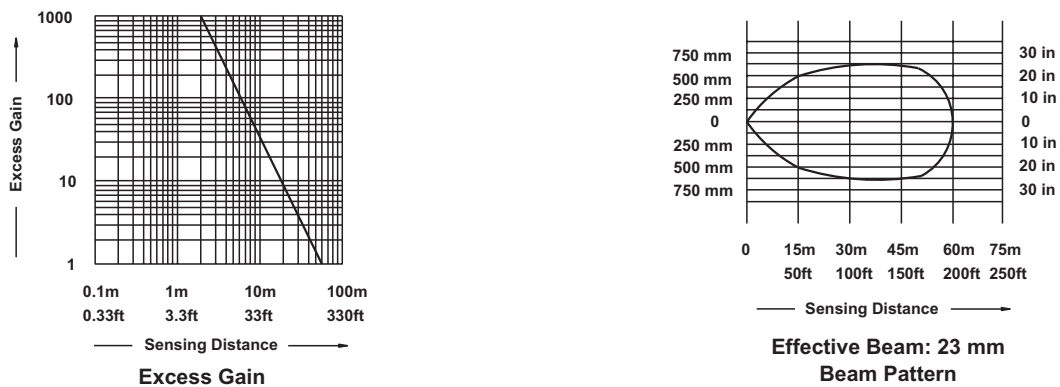 1000
100
10
1
Excess Gain
0.1m 1m 10m 100m
0.33ft 3.3ft 33ft 330ft
Sensing Distance
Excess Gain
750 mm
500 mm
250 mm
0
250 mm
500 mm
750 mm
30 in
20 in
10 in
0
10 in
20 in
30 in
0 15m 30m 45m 60m 75m
50ft 100ft 150ft 200ft 250ft
Sensing Distance
Effective Beam: 23 mm
Beam Pattern